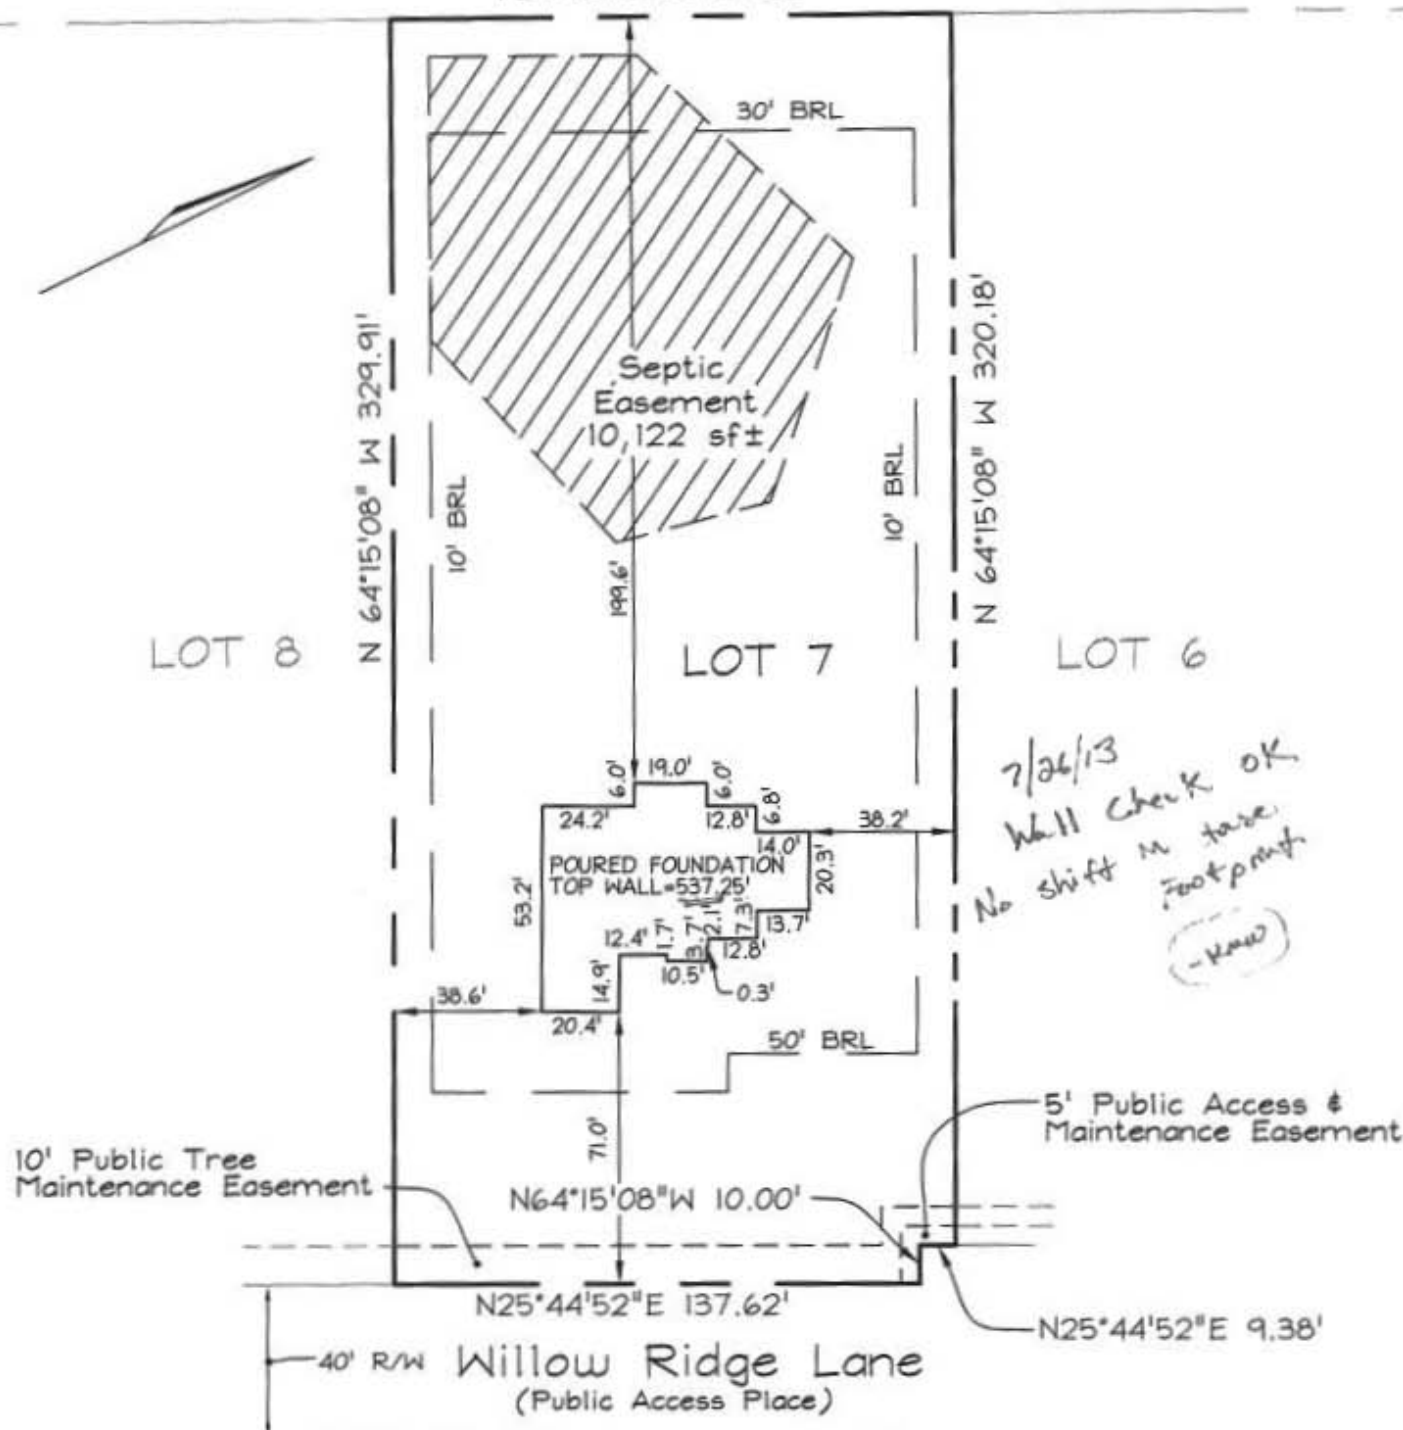 30' BRL
N 64°15'08" W 329.91'
N 64°15'08" W 320.18'
Septic
Easement
10,122 sf±
10' BRL
10' BRL
199.6'
LOT 8
LOT 7
LOT 6
7/26/13
Wall Check OK
No shift in
Footprint
-KMW
6.0'
19.0'
6.0'
24.2'
12.8'
6.8'
38.2'
14.0'
POURED FOUNDATION
TOP WALL=537.25'
20.3'
53.2'
12.4'
1.7'
3.7'
2.1'
7.3'
13.7'
12.8'
10.5'
14.9'
0.3'
38.6'
20.4'
50' BRL
71.0'
5' Public Access &
Maintenance Easement
10' Public Tree
Maintenance Easement
N64°15'08"W 10.00'
N25°44'52"E 137.62'
N25°44'52"E 9.38'
40' R/W
Willow Ridge Lane
(Public Access Place)